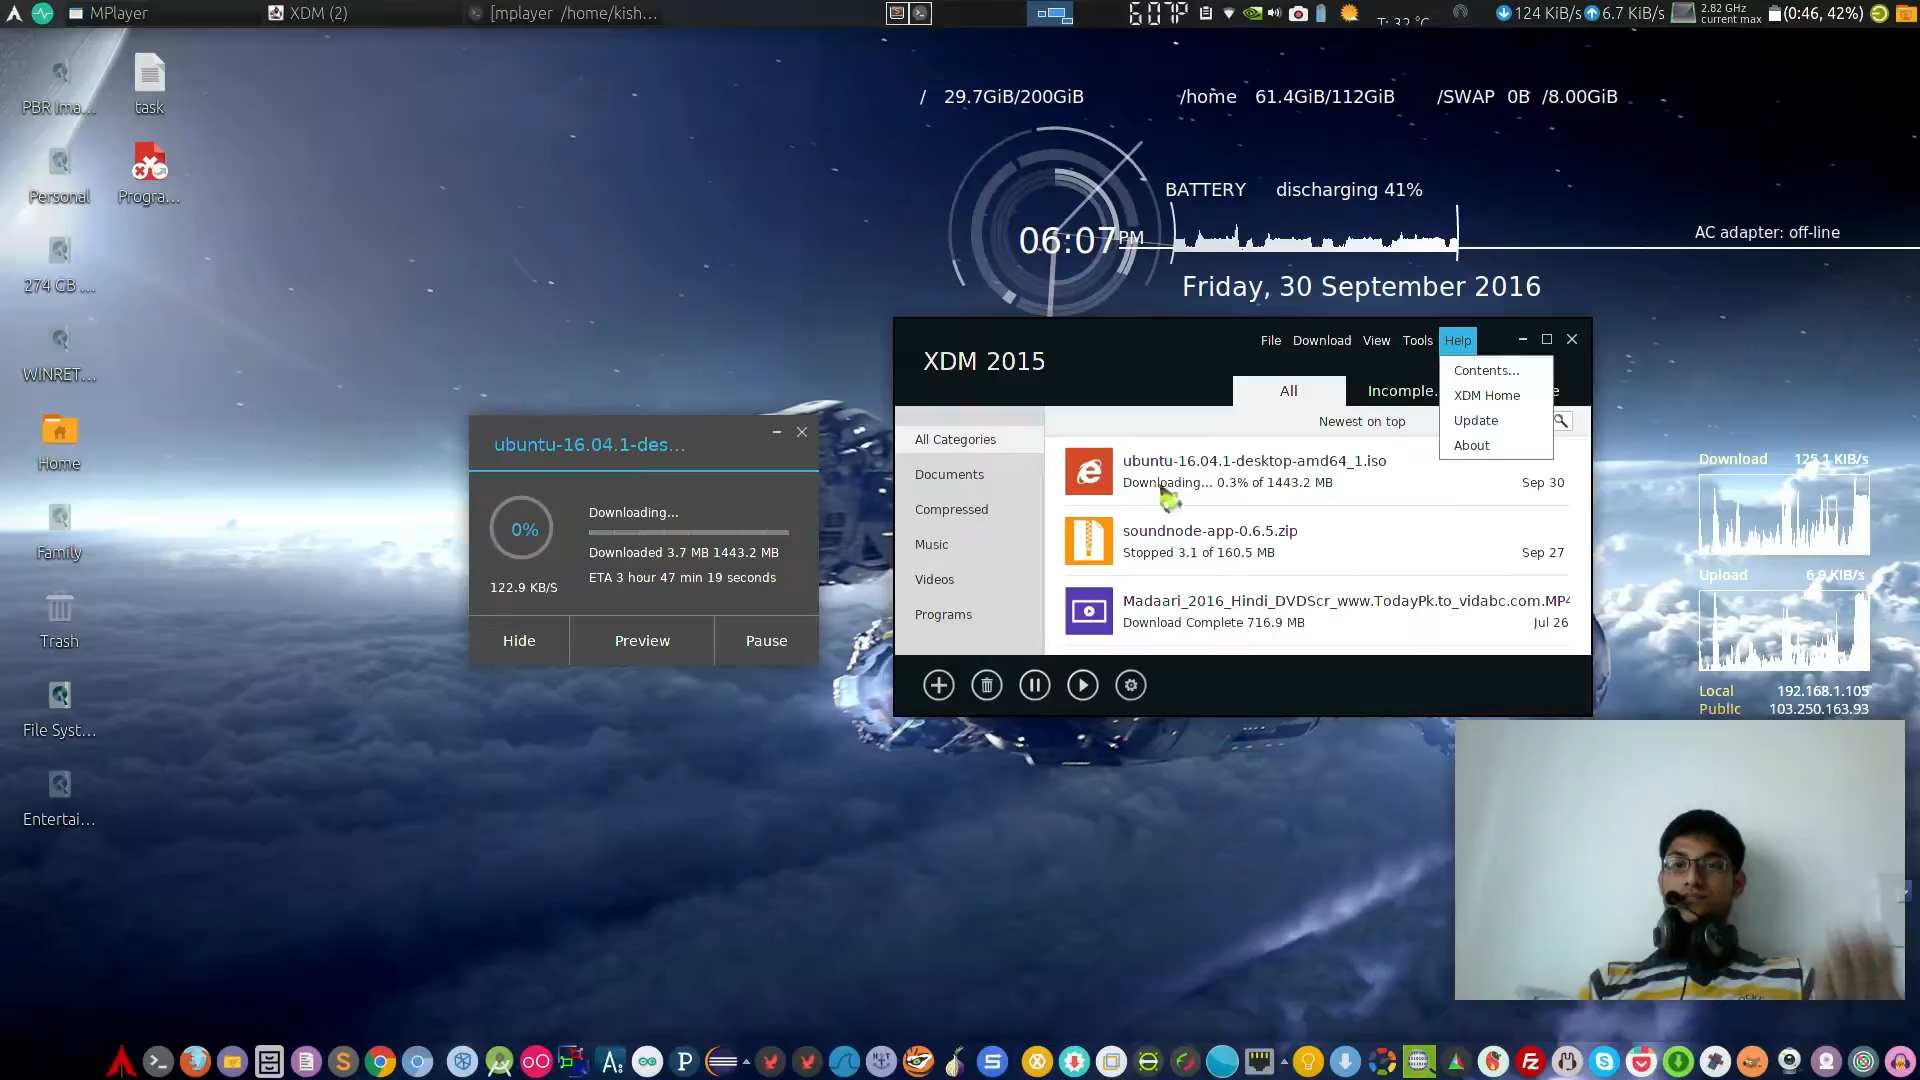 MPlayer
XDM (2)
[mplayer /home/kish...
6:07P
T: 32 °C
124 KiB/s
6.7 KiB/s
2.82 GHz
current max
(0:46, 42%)
PBR Ima...
task
Personal
Progra...
274 GB ...
WINRET...
Home
Family
Trash
File Syst...
Entertai...
/ 29.7GiB/200GiB
/home 61.4GiB/112GiB
/SWAP 0B /8.00GiB
BATTERY discharging 41%
06:07 PM
AC adapter: off-line
Friday, 30 September 2016
XDM 2015
File Download View Tools Help
Contents...
XDM Home
Update
About
All
Incomple...
Newest on top
All Categories
Documents
Compressed
Music
Videos
Programs
ubuntu-16.04.1-desktop-amd64_1.iso
Downloading... 0.3% of 1443.2 MB
Sep 30
soundnode-app-0.6.5.zip
Stopped 3.1 of 160.5 MB
Sep 27
Madaari_2016_Hindi_DVDScr_www.TodayPk.to_vidabc.com.MP4
Download Complete 716.9 MB
Jul 26
ubuntu-16.04.1-des...
0%
Downloading...
Downloaded 3.7 MB 1443.2 MB
122.9 KB/S
ETA 3 hour 47 min 19 seconds
Hide
Preview
Pause
Download 125.1 KiB/s
Upload 6.9 KiB/s
Local 192.168.1.105
Public 103.250.163.93